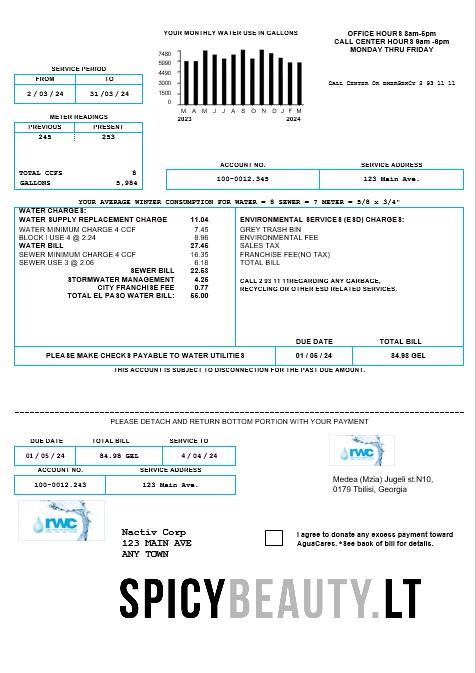 YOUR MONTHLY WATER USE IN GALLONS
OFFICE HOURS 8am-5pm
CALL CENTER HOURS 9am -6pm
MONDAY THRU FRIDAY
7480
5990
4490
3000
1500
0
M A M J J A S O N D J F M
2023 2024
CALL CENTER OR EMERGENCY 2 93 11 11
SERVICE PERIOD
FROM TO
2 / 03 / 24 31 / 03 / 24
METER READINGS
PREVIOUS PRESENT
245 253
TOTAL CCFS 8
GALLONS 5,984
ACCOUNT NO. SERVICE ADDRESS
100-0012.345 123 Main Ave.
YOUR AVERAGE WINTER CONSUMPTION FOR WATER = 8 SEWER = 7 METER = 5/8 x 3/4"
WATER CHARGES:
WATER SUPPLY REPLACEMENT CHARGE 11.04
WATER MINIMUM CHARGE 4 CCF 7.45
BLOCK I USE 4 @ 2.24 8.96
WATER BILL 27.45
SEWER MINIMUM CHARGE 4 CCF 16.35
SEWER USE 3 @ 2.06 6.18
SEWER BILL 22.53
STORMWATER MANAGEMENT 4.25
CITY FRANCHISE FEE 0.77
TOTAL EL PASO WATER BILL: 55.00
ENVIRONMENTAL SERVICES (ESD) CHARGES:
GREY TRASH BIN
ENVIRONMENTAL FEE
SALES TAX
FRANCHISE FEE(NO TAX)
TOTAL BILL
CALL 2 93 11 11REGARDING ANY GARBAGE,
RECYCLING OR OTHER ESD RELATED SERVICES.
DUE DATE TOTAL BILL
PLEASE MAKE CHECKS PAYABLE TO WATER UTILITIES 01 / 05 / 24 84.98 GEL
THIS ACCOUNT IS SUBJECT TO DISCONNECTION FOR THE PAST DUE AMOUNT.
PLEASE DETACH AND RETURN BOTTOM PORTION WITH YOUR PAYMENT
DUE DATE TOTAL BILL SERVICE TO
01 / 05 / 24 84.98 GEL 4 / 04 / 24
ACCOUNT NO. SERVICE ADDRESS
100-0012.243 123 Main Ave.
rwc
Medea (Mzia) Jugeli st.N10,
0179 Tbilisi, Georgia
rwc
Nactiv Corp
123 MAIN AVE
ANY TOWN
I agree to donate any excess payment toward
AguaCares. *See back of bill for details.
SPICYBEAUTY.LT